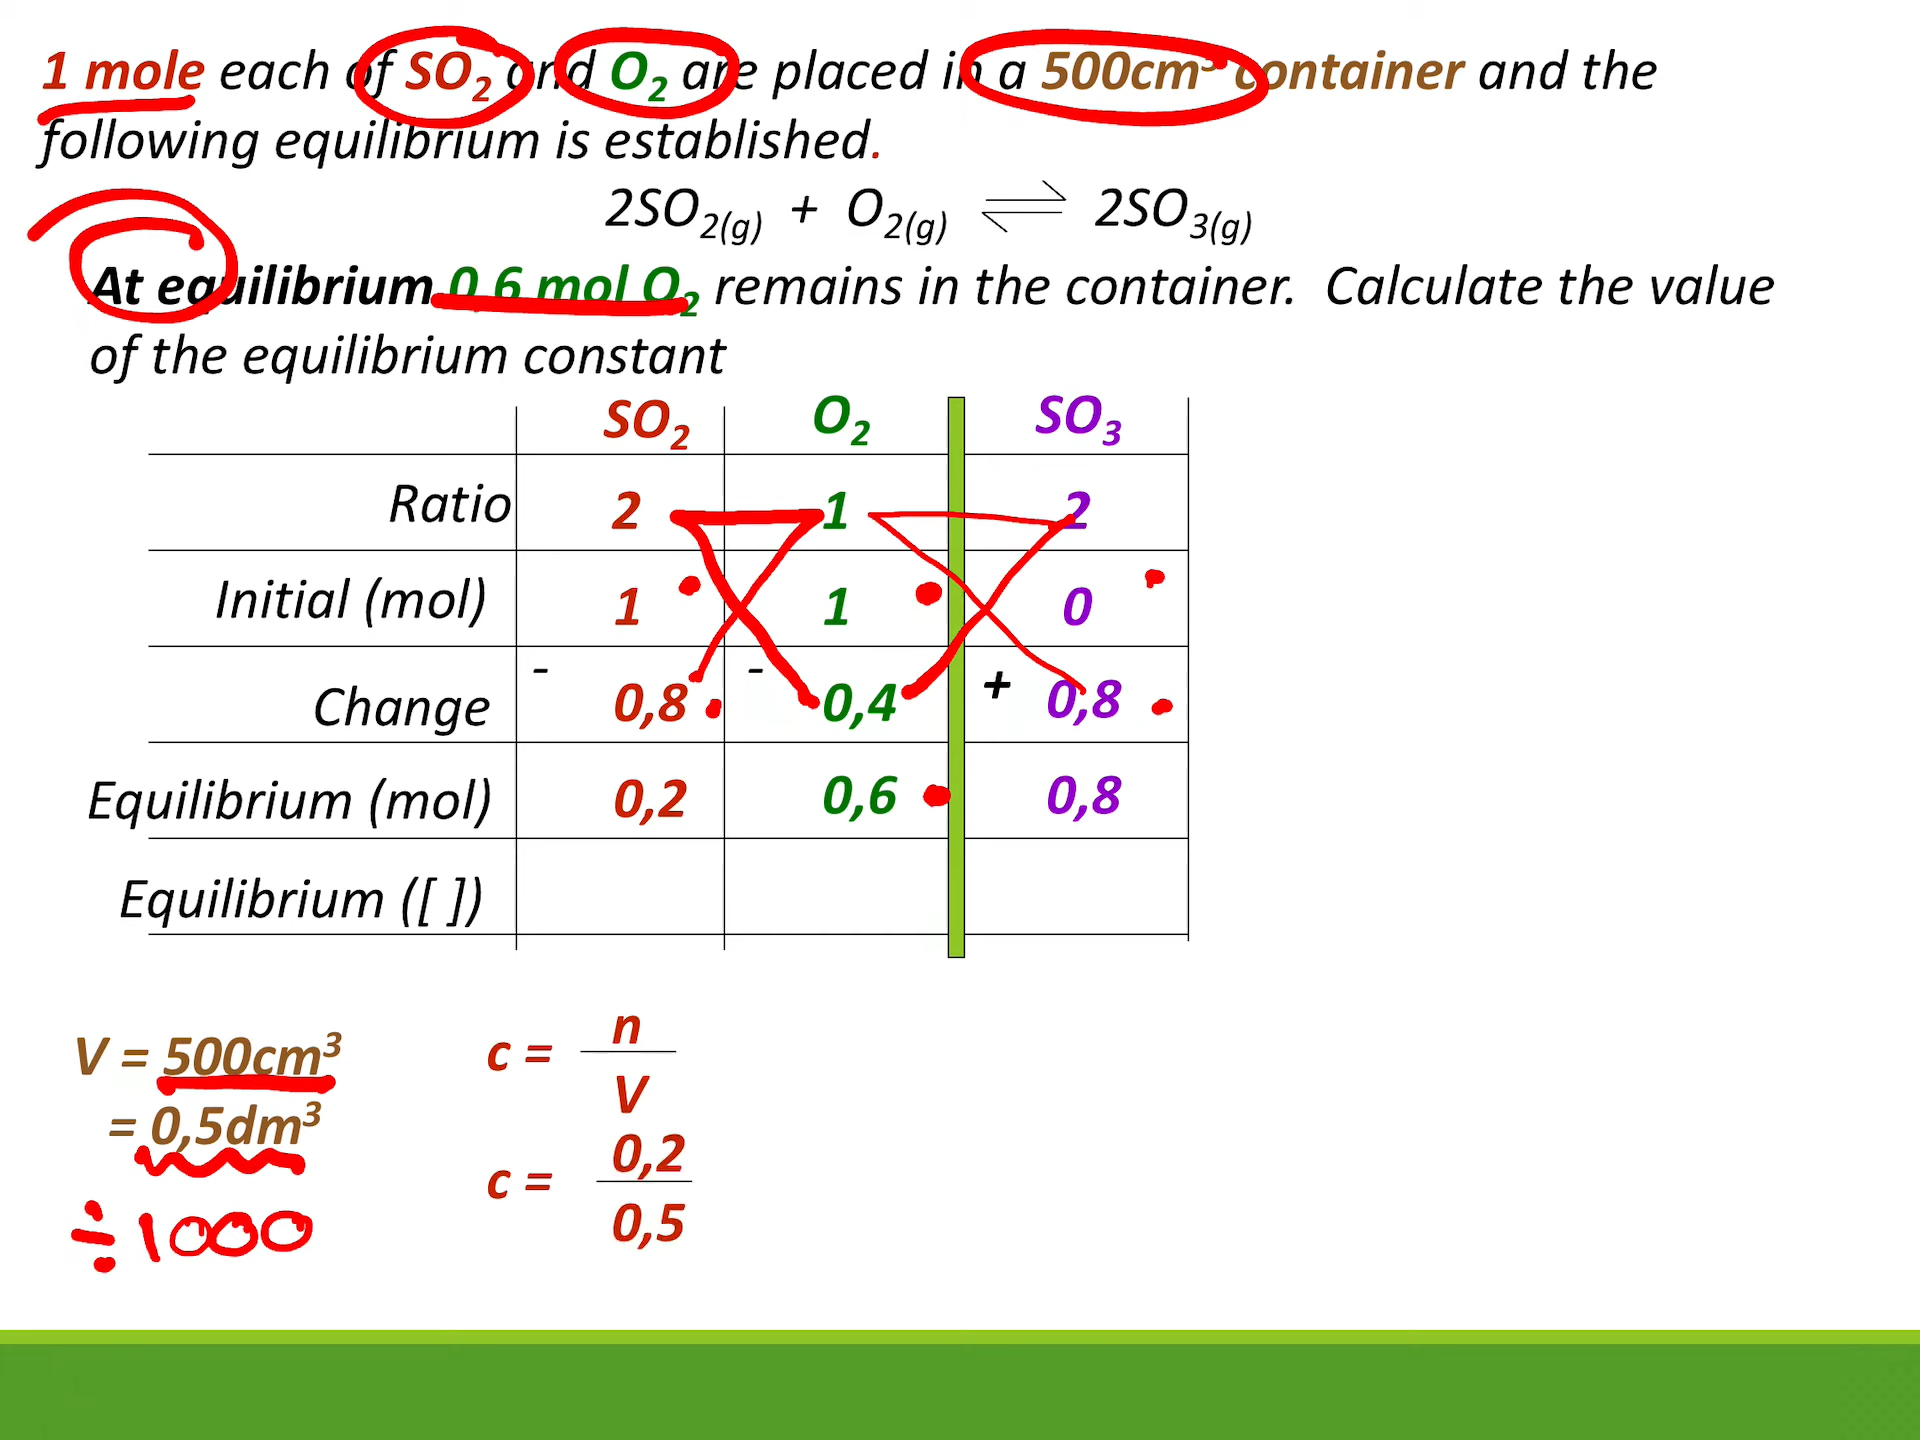 1 mole each of SO₂ and O₂ are placed in a 500cm³ container and the
following equilibrium is established.
2SO₂(g) + O₂(g) ⇌ 2SO₃(g)
At equilibrium 0,6 mol O₂ remains in the container. Calculate the value
of the equilibrium constant
SO₂ O₂ SO₃
Ratio 2 1 2
Initial (mol) 1 1 0
Change - 0,8 - 0,4 + 0,8
Equilibrium (mol) 0,2 0,6 0,8
Equilibrium ([ ])
V = 500cm³
= 0,5dm³
÷1000
c = n
V
c = 0,2
0,5